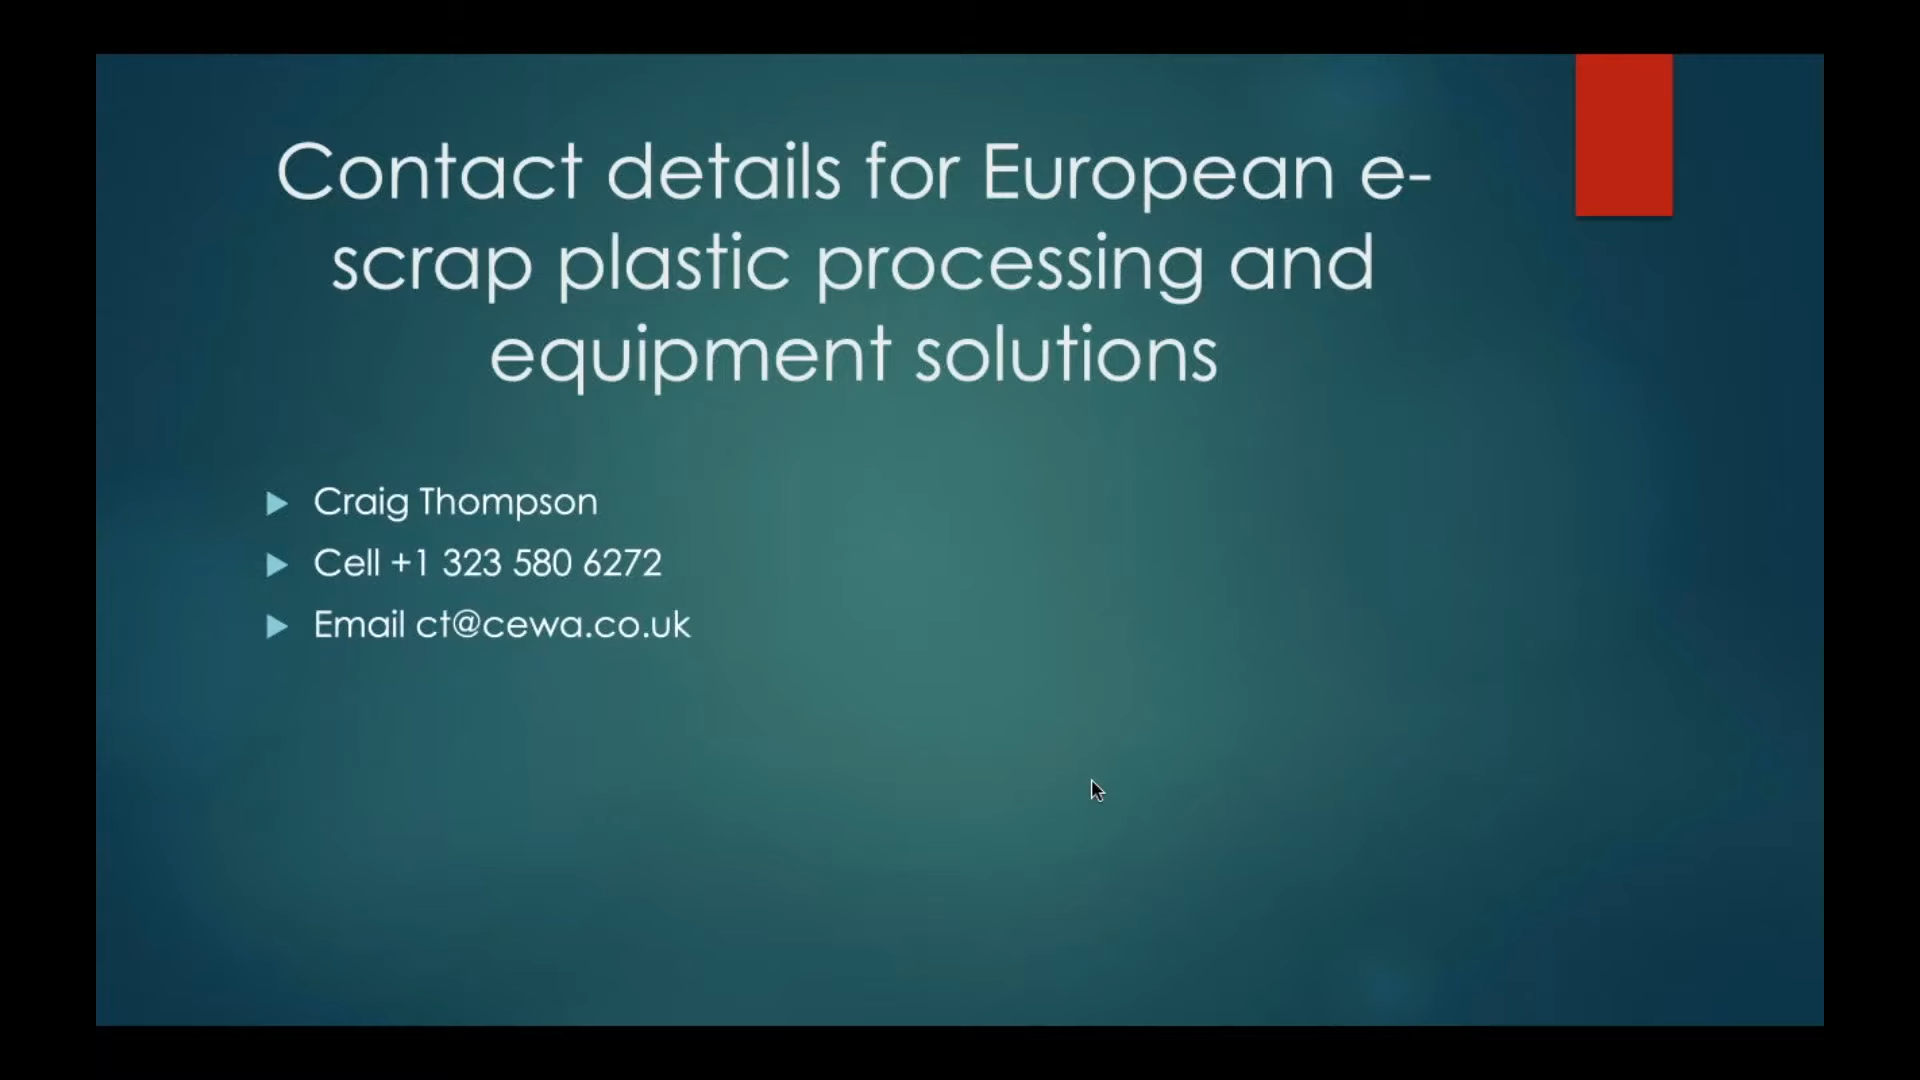 Contact details for European e-
scrap plastic processing and
equipment solutions
Craig Thompson
Cell +1 323 580 6272
Email ct@cewa.co.uk